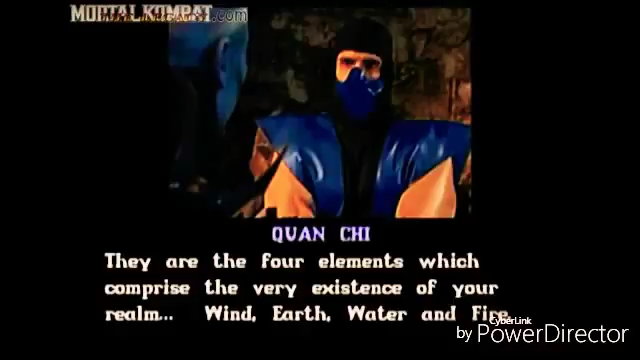 MORTAL KOMPAT
QUAN CHI
They are the four elements which
comprise the very existence of your
realm... Wind, Earth, Water and Fire.
CyberLink
by PowerDirector